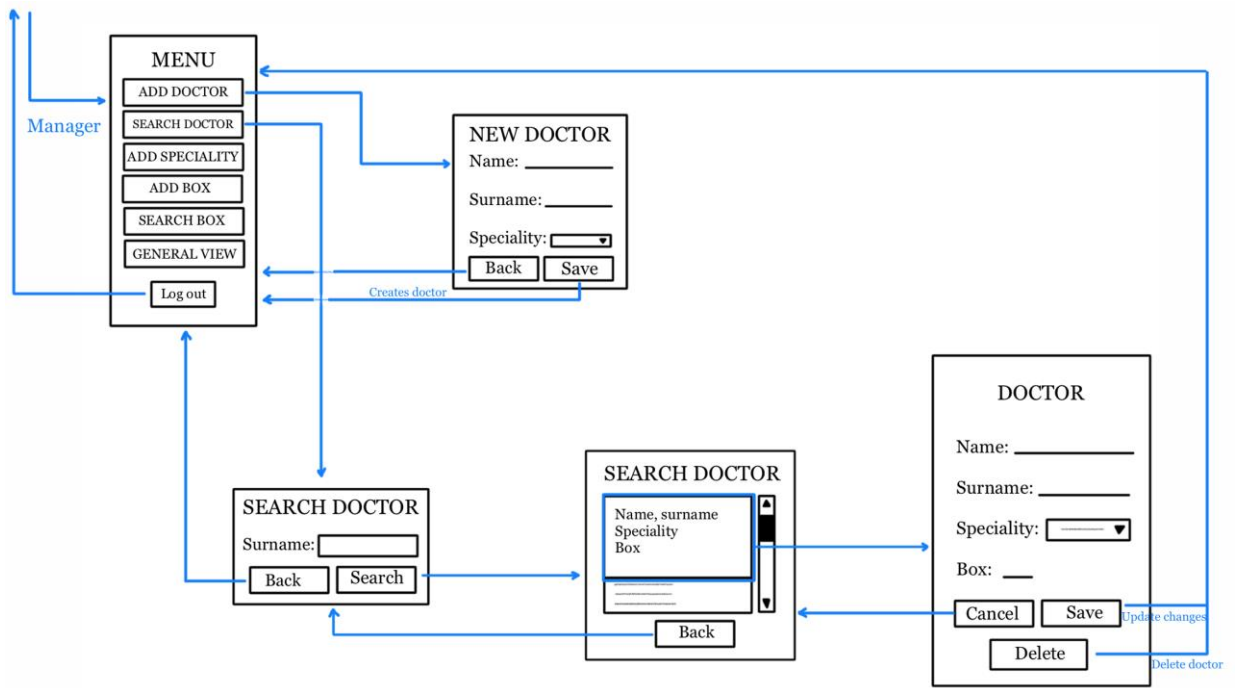 Manager
MENU
ADD DOCTOR
SEARCH DOCTOR
ADD SPECIALITY
ADD BOX
SEARCH BOX
GENERAL VIEW
Log out
NEW DOCTOR
Name:
Surname:
Speciality:
Back Save
Creates doctor
SEARCH DOCTOR
Surname:
Back Search
SEARCH DOCTOR
Name, surname
Speciality
Box
Back
DOCTOR
Name:
Surname:
Speciality:
Box:
Cancel Save
Update changes
Delete
Delete doctor